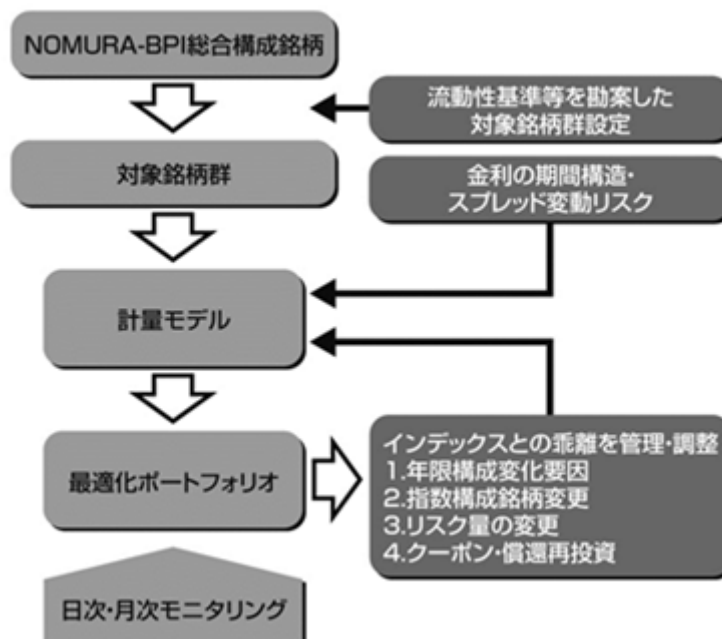 NOMURA-BPI総合構成銘柄
流動性基準等を勘案した
対象銘柄群設定
対象銘柄群
金利の期間構造・
スプレッド変動リスク
計量モデル
最適化ポートフォリオ
インデックスとの乖離を管理・調整
1.年限構成変化要因
2.指数構成銘柄変更
3.リスク量の変更
4.クーポン・償還再投資
日次・月次モニタリング